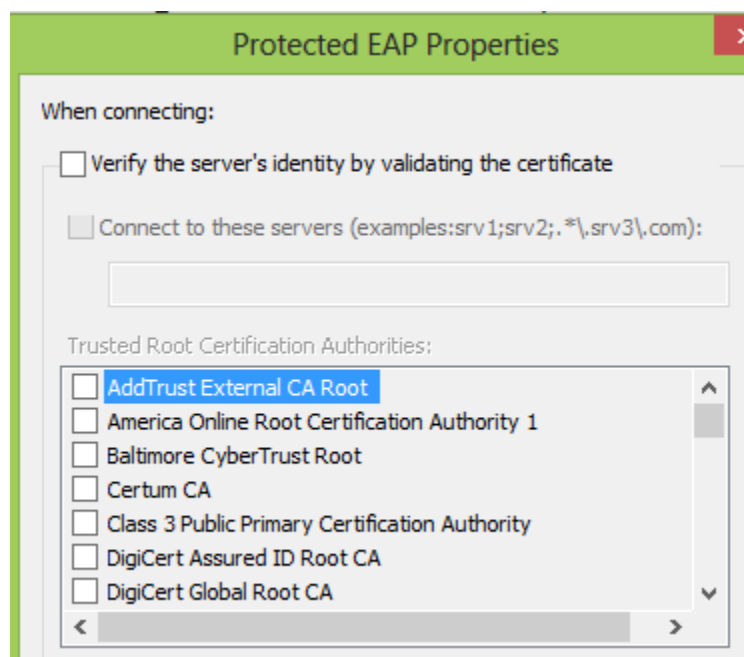 Protected EAP Properties
When connecting:
Verify the server's identity by validating the certificate
Connect to these servers (examples:srv1;srv2;.*\.srv3\.com):
Trusted Root Certification Authorities:
AddTrust External CA Root
America Online Root Certification Authority 1
Baltimore CyberTrust Root
Certum CA
Class 3 Public Primary Certification Authority
DigiCert Assured ID Root CA
DigiCert Global Root CA